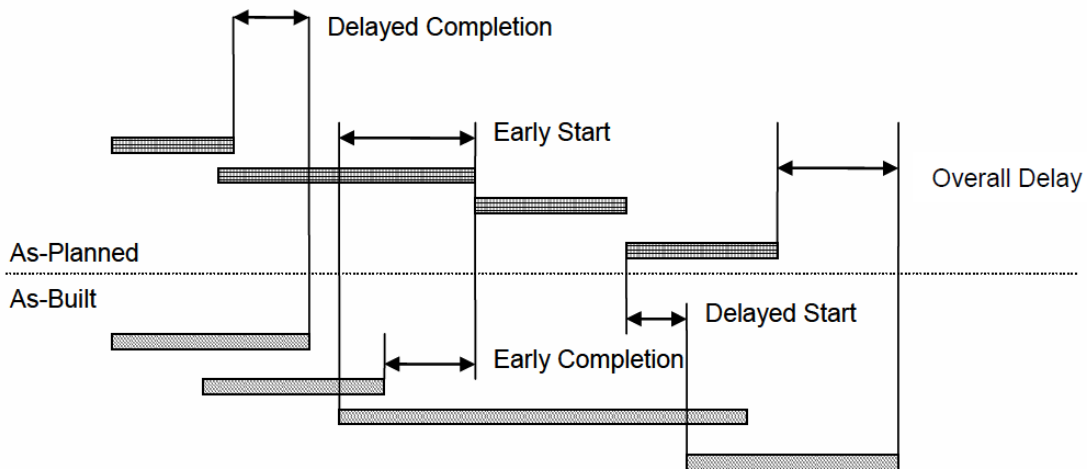 Delayed Completion
Early Start
Overall Delay
As-Planned
As-Built
Delayed Start
Early Completion